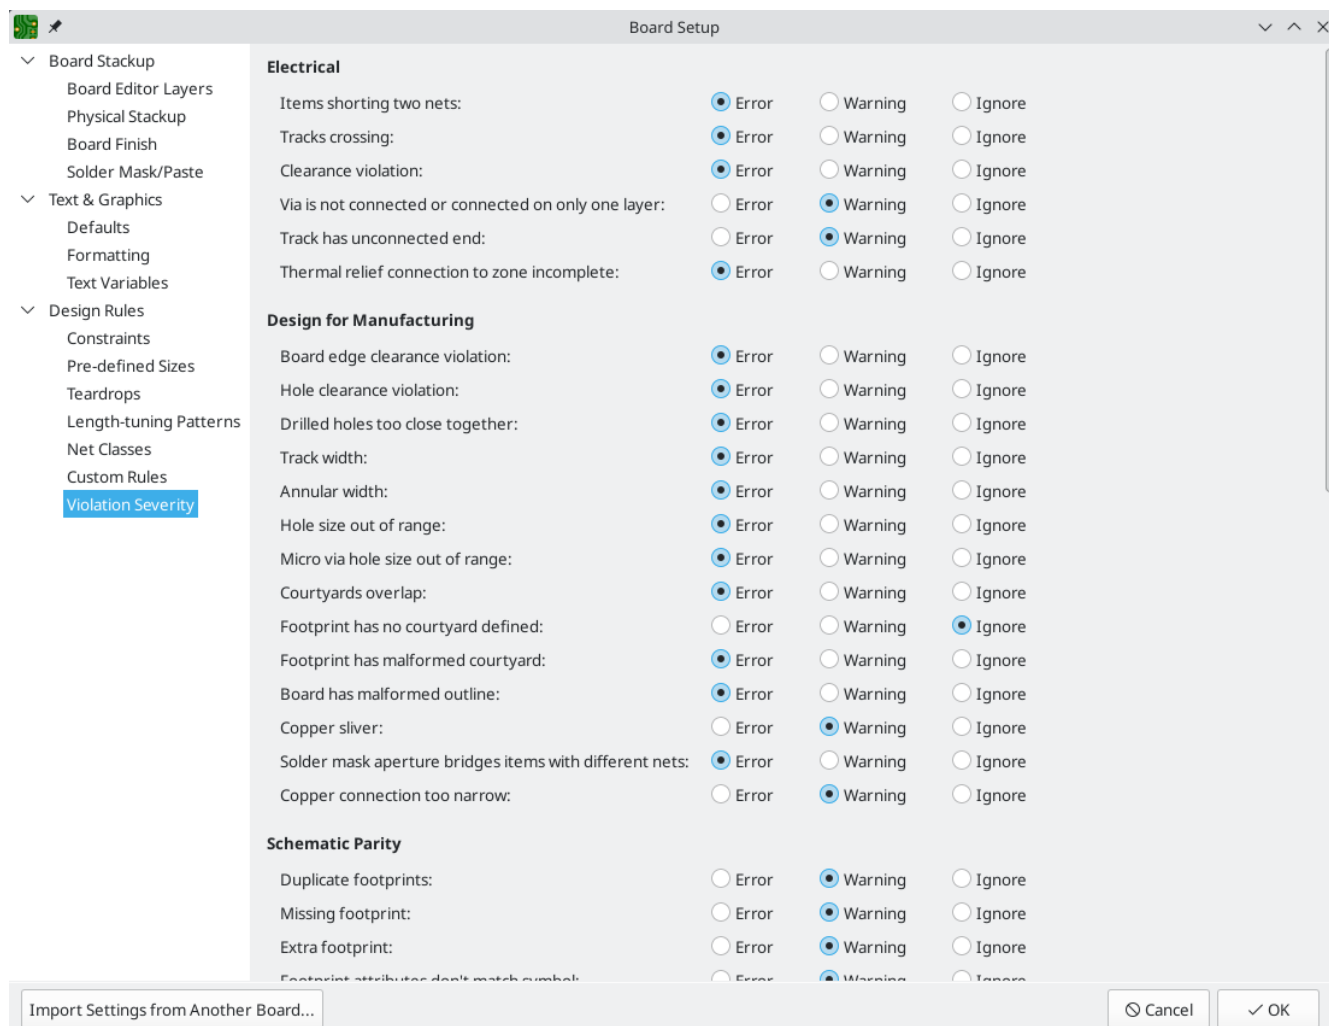 Board Setup
Board Stackup
Board Editor Layers
Physical Stackup
Board Finish
Solder Mask/Paste
Text & Graphics
Defaults
Formatting
Text Variables
Design Rules
Constraints
Pre-defined Sizes
Teardrops
Length-tuning Patterns
Net Classes
Custom Rules
Violation Severity
Electrical
Items shorting two nets: Error Warning Ignore
Tracks crossing: Error Warning Ignore
Clearance violation: Error Warning Ignore
Via is not connected or connected on only one layer: Error Warning Ignore
Track has unconnected end: Error Warning Ignore
Thermal relief connection to zone incomplete: Error Warning Ignore
Design for Manufacturing
Board edge clearance violation: Error Warning Ignore
Hole clearance violation: Error Warning Ignore
Drilled holes too close together: Error Warning Ignore
Track width: Error Warning Ignore
Annular width: Error Warning Ignore
Hole size out of range: Error Warning Ignore
Micro via hole size out of range: Error Warning Ignore
Courtyards overlap: Error Warning Ignore
Footprint has no courtyard defined: Error Warning Ignore
Footprint has malformed courtyard: Error Warning Ignore
Board has malformed outline: Error Warning Ignore
Copper sliver: Error Warning Ignore
Solder mask aperture bridges items with different nets: Error Warning Ignore
Copper connection too narrow: Error Warning Ignore
Schematic Parity
Duplicate footprints: Error Warning Ignore
Missing footprint: Error Warning Ignore
Extra footprint: Error Warning Ignore
Footprint attributes don't match symbol: Error Warning Ignore
Import Settings from Another Board...
Cancel
OK